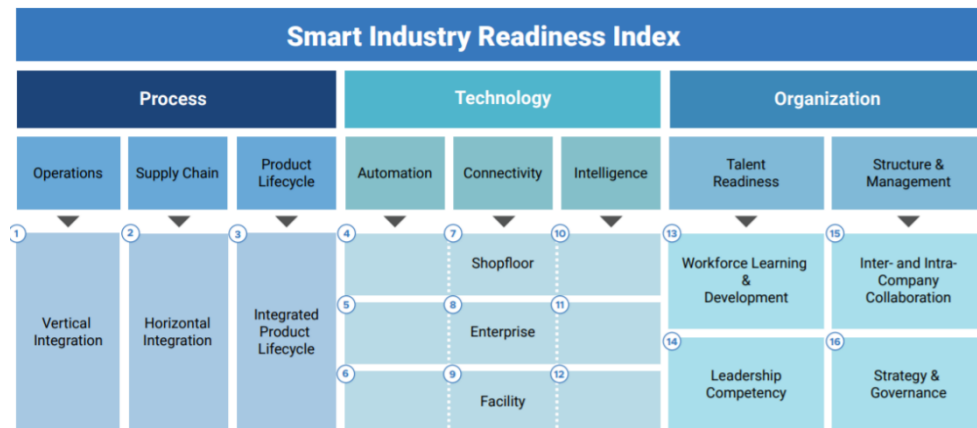 Smart Industry Readiness Index
Process
Technology
Organization
Operations
Supply Chain
Product
Lifecycle
Automation
Connectivity
Intelligence
Talent
Readiness
Structure &
Management
1
Vertical
Integration
2
Horizontal
Integration
3
Integrated
Product
Lifecycle
4
7
10
Shopfloor
5
8
11
Enterprise
6
9
12
Facility
13
Workforce Learning
&
Development
14
Leadership
Competency
15
Inter- and Intra-
Company
Collaboration
16
Strategy &
Governance